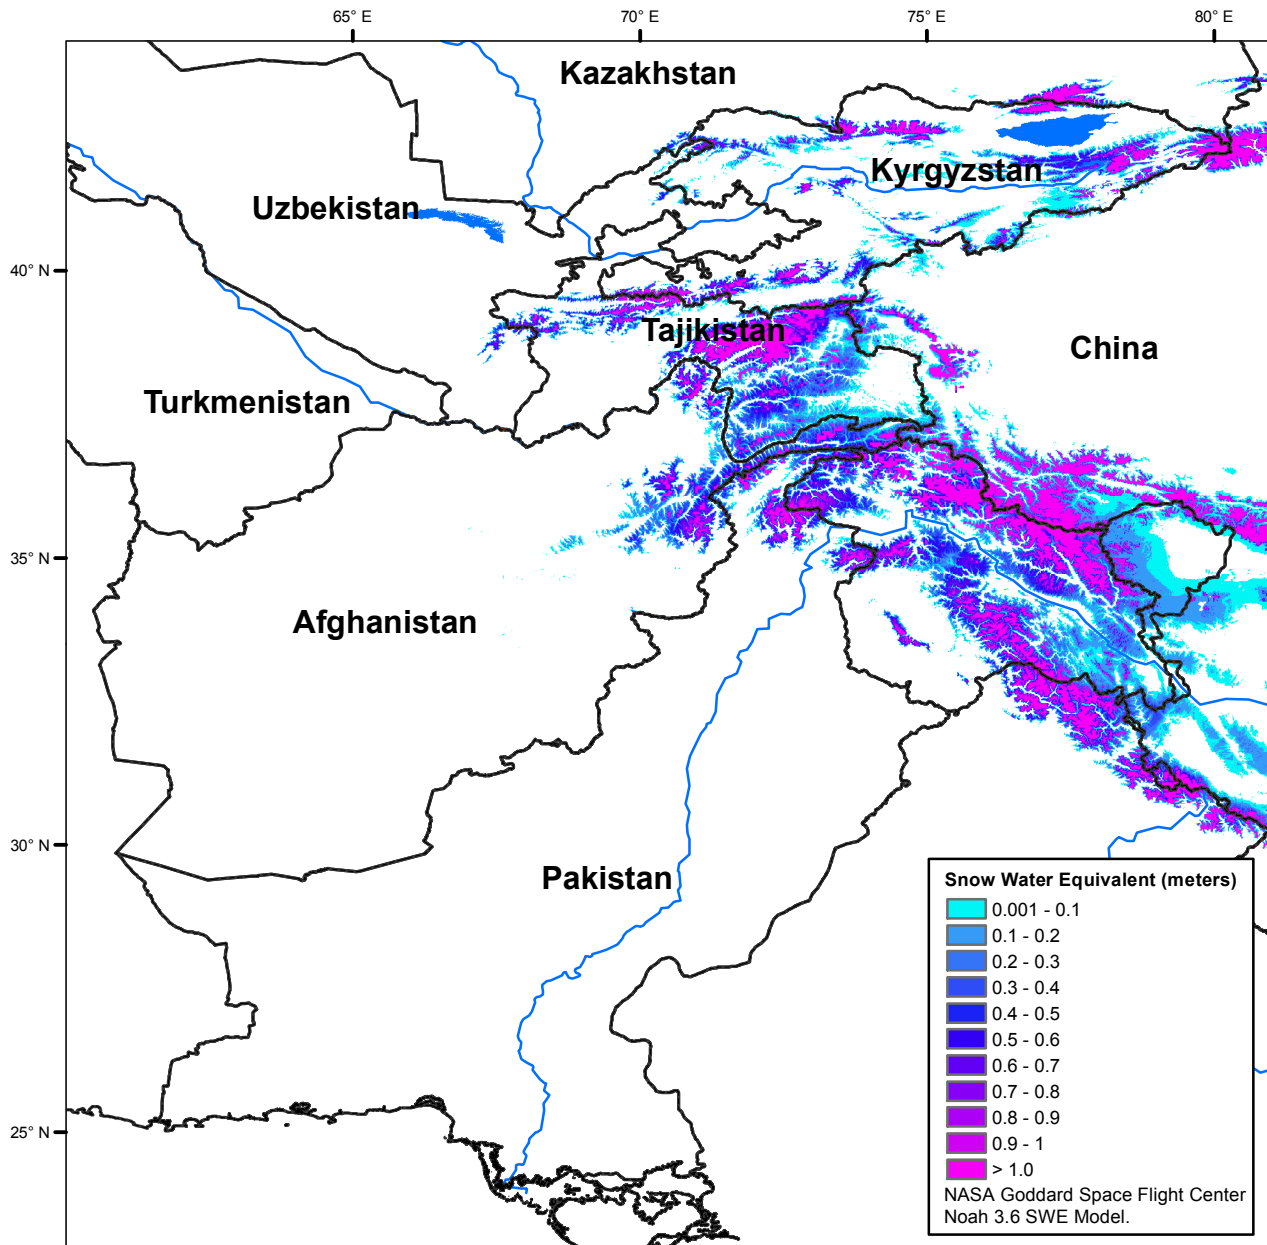 65° E
70° E
75° E
80° E
Kazakhstan
Kyrgyzstan
Uzbekistan
40° N
Tajikistan
China
Turkmenistan
35° N
Afghanistan
30° N
Pakistan
25° N
Snow Water Equivalent (meters)
0.001 - 0.1
0.1 - 0.2
0.2 - 0.3
0.3 - 0.4
0.4 - 0.5
0.5 - 0.6
0.6 - 0.7
0.7 - 0.8
0.8 - 0.9
0.9 - 1
> 1.0
NASA Goddard Space Flight Center
Noah 3.6 SWE Model.